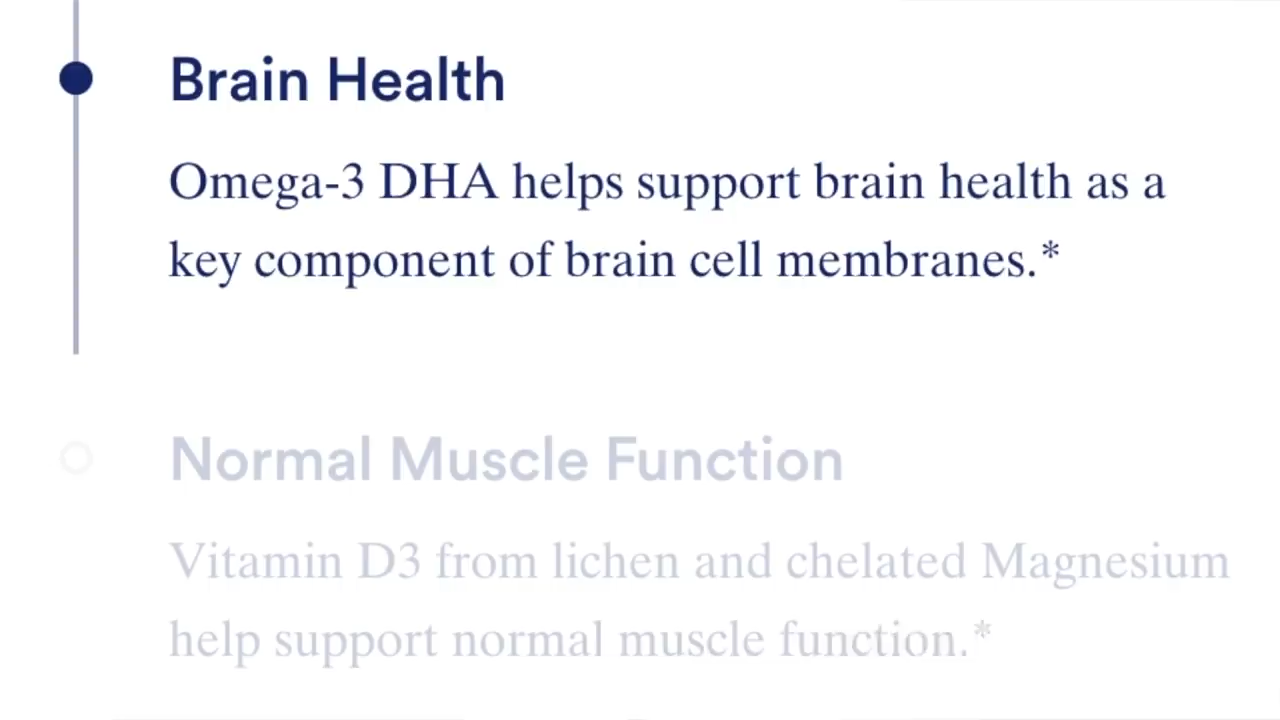 Brain Health
Omega-3 DHA helps support brain health as a
key component of brain cell membranes.*
Normal Muscle Function
Vitamin D3 from lichen and chelated Magnesium
help support normal muscle function.*